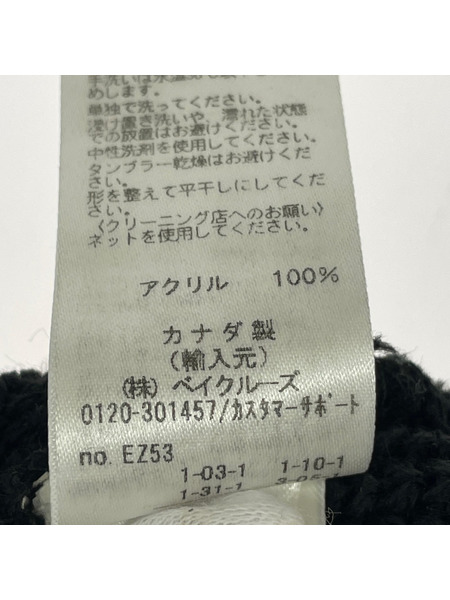 めします。
単独で洗ってください。
浸け置き洗いや、濡れた状態
での放置はお避けください。
中性洗剤を使用してください。
タンブラー乾燥はお避けくだ
さい。
形を整えて平干しにしてくだ
さい。
〈クリーニング店へのお願い〉
ネットを使用してください。
アクリル 100%
カナダ製
(輸入元)
(株) ベイクルーズ
0120-301457/カスタマーサポート
no. EZ53
1-03-1 1-10-1
1-31-1